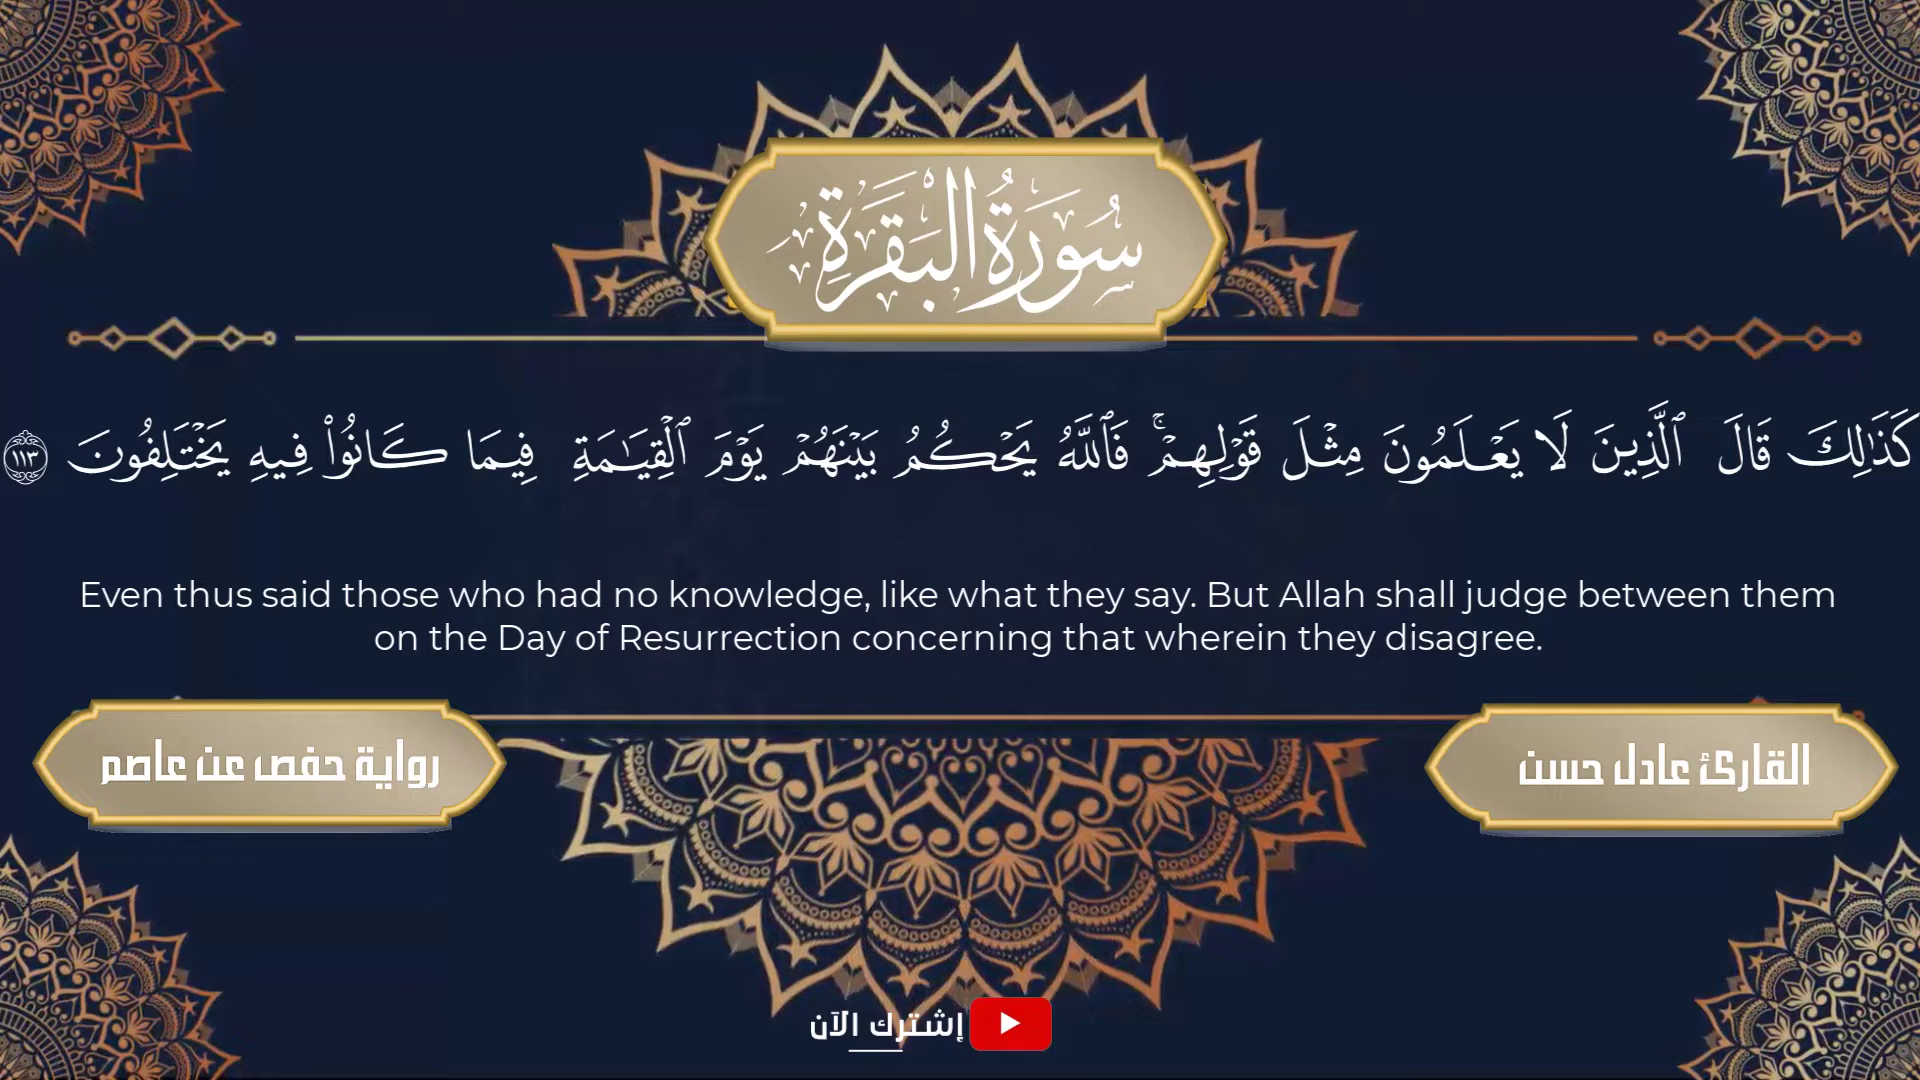 سُورَةُ البَقَرَةِ
كَذَٰلِكَ قَالَ ٱلَّذِينَ لَا يَعْلَمُونَ مِثْلَ قَوْلِهِمْۚ فَٱللَّهُ يَحْكُمُ بَيْنَهُمْ يَوْمَ ٱلْقِيَٰمَةِ فِيمَا كَانُوا۟ فِيهِ يَخْتَلِفُونَ ١١٣
Even thus said those who had no knowledge, like what they say. But Allah shall judge between them
on the Day of Resurrection concerning that wherein they disagree.
القارئ عادل حسن
رواية حفص عن عاصم
إشترك الآن